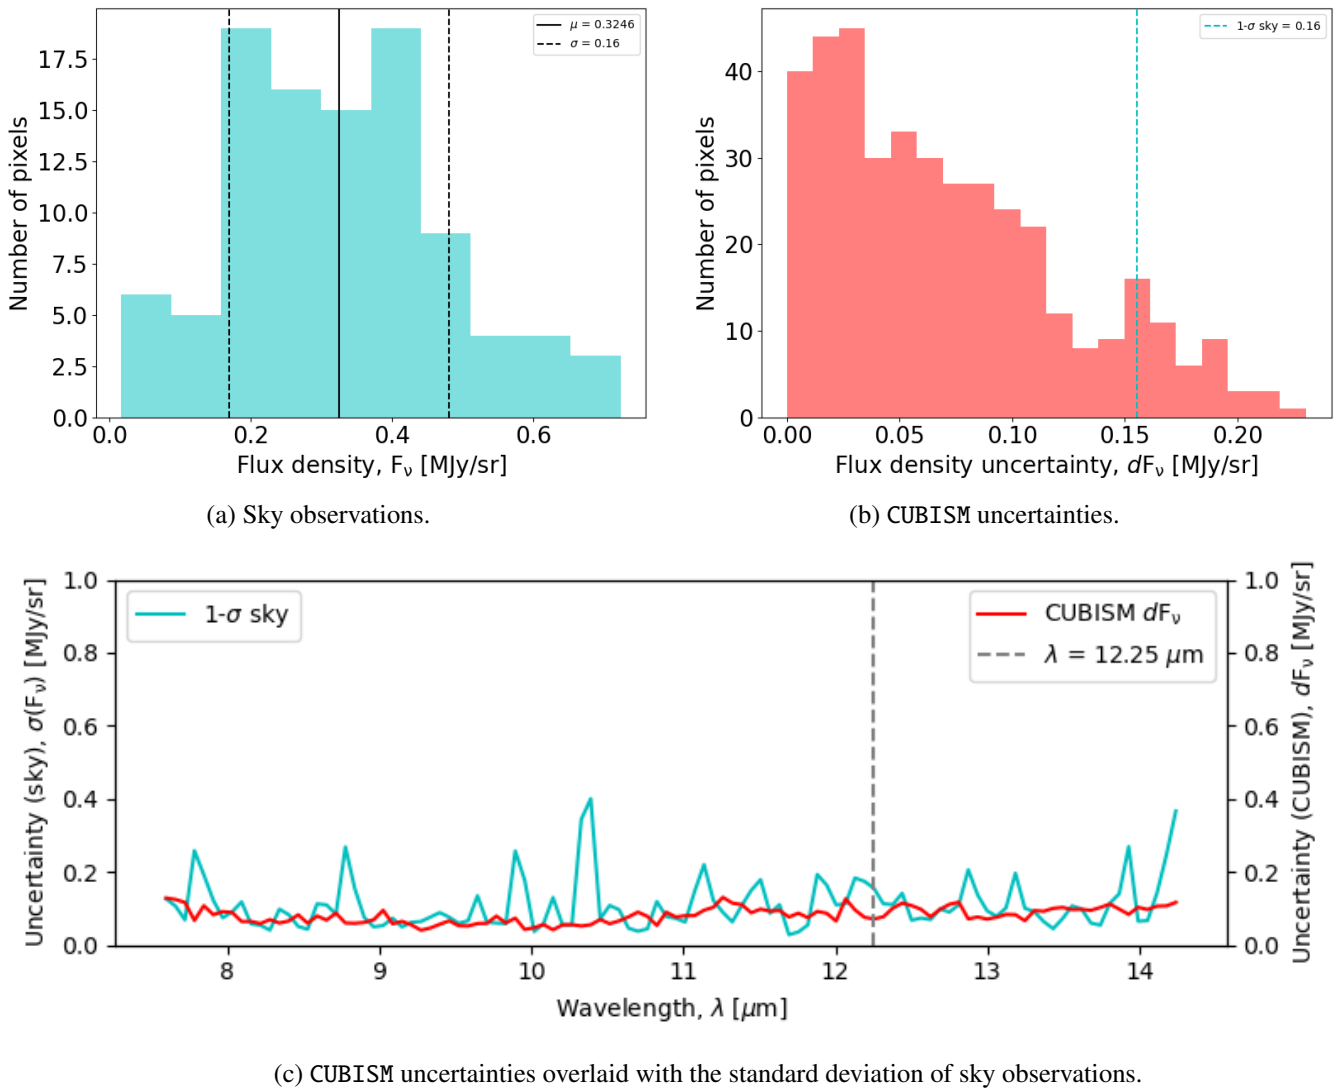 μ = 0.3246
σ = 0.16
17.5
15.0
12.5
10.0
7.5
5.0
2.5
0.0
Number of pixels
0.0 0.2 0.4 0.6
Flux density, Fν [MJy/sr]
(a) Sky observations.
1-σ sky = 0.16
40
30
20
10
0
Number of pixels
0.00 0.05 0.10 0.15 0.20
Flux density uncertainty, dFν [MJy/sr]
(b) CUBISM uncertainties.
1-σ sky
CUBISM dFν
λ = 12.25 μm
1.0
0.8
0.6
0.4
0.2
0.0
Uncertainty (sky), σ(Fν) [MJy/sr]
1.0
0.8
0.6
0.4
0.2
0.0
Uncertainty (CUBISM), dFν [MJy/sr]
8 9 10 11 12 13 14
Wavelength, λ [μm]
(c) CUBISM uncertainties overlaid with the standard deviation of sky observations.